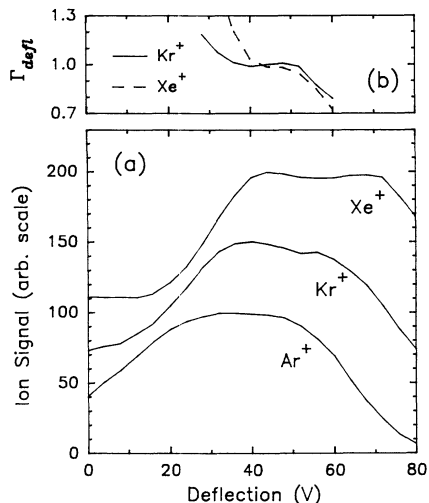 1.3
Γdefl
1.0
0.7
Kr+
Xe+
(b)
(a)
200
150
100
50
0
Ion Signal (arb. scale)
Xe+
Kr+
Ar+
0 20 40 60 80
Deflection (V)